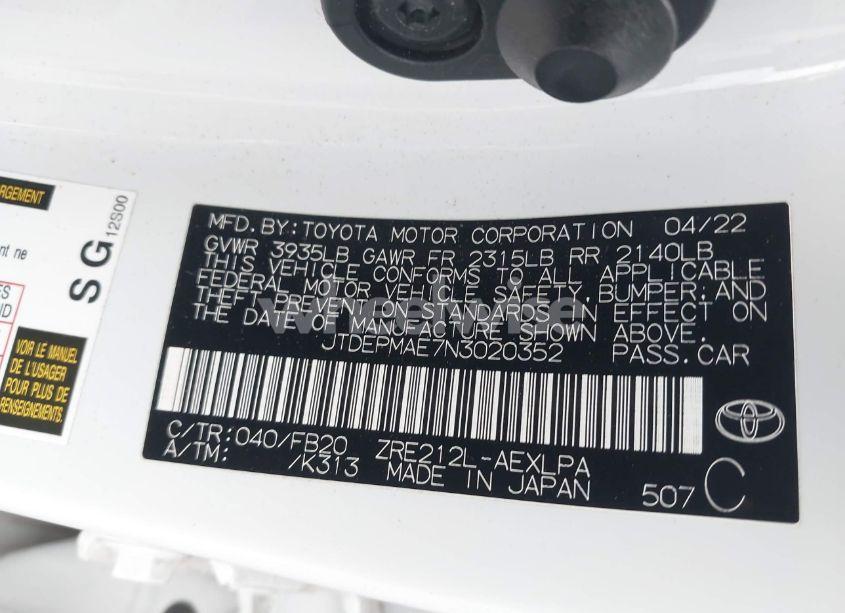 RGEMENT
nt ne
ES
ND
VOIR LE MANUEL
DE L'USAGER
POUR PLUS DE
RENSEIGNEMENTS.
SG
12S00
MFD. BY: TOYOTA MOTOR CORPORATION 04/22
GVWR 3935LB GAWR FR 2315LB RR 2140LB
THIS VEHICLE CONFORMS TO ALL APPLICABLE
FEDERAL MOTOR VEHICLE SAFETY, BUMPER, AND
THEFT PREVENTION STANDARDS IN EFFECT ON
THE DATE OF MANUFACTURE SHOWN ABOVE.
JTDEPMAE7N3020352 PASS. CAR
C/TR: 040/FB20 ZRE212L-AEXLPA
A/TM: /K313 MADE IN JAPAN
507 C